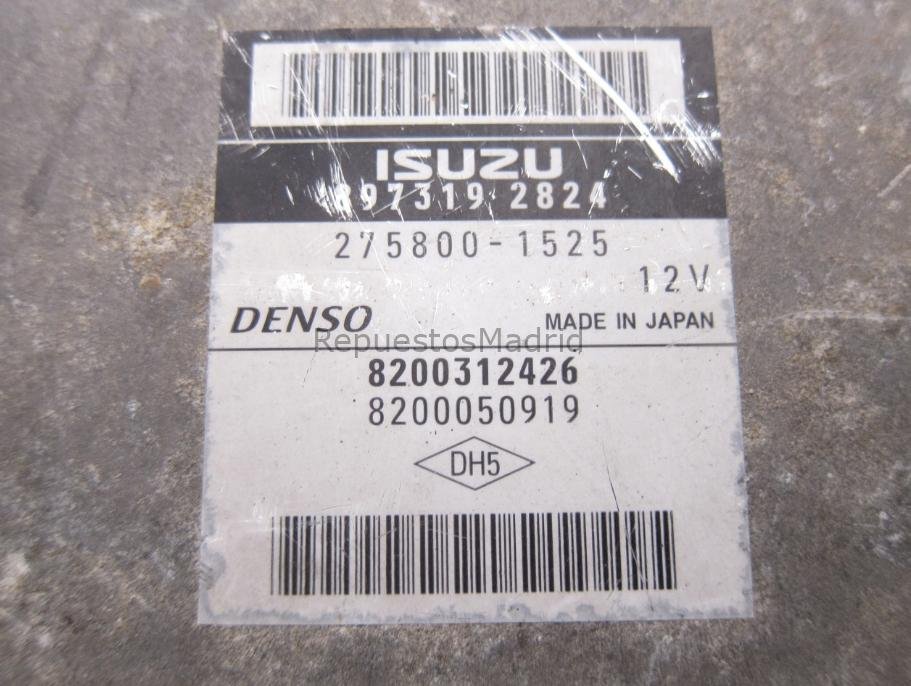 ISUZU
897319 2824
275800-1525
12V
DENSO MADE IN JAPAN
RepuestosMadrid
8200312426
8200050919
DH5